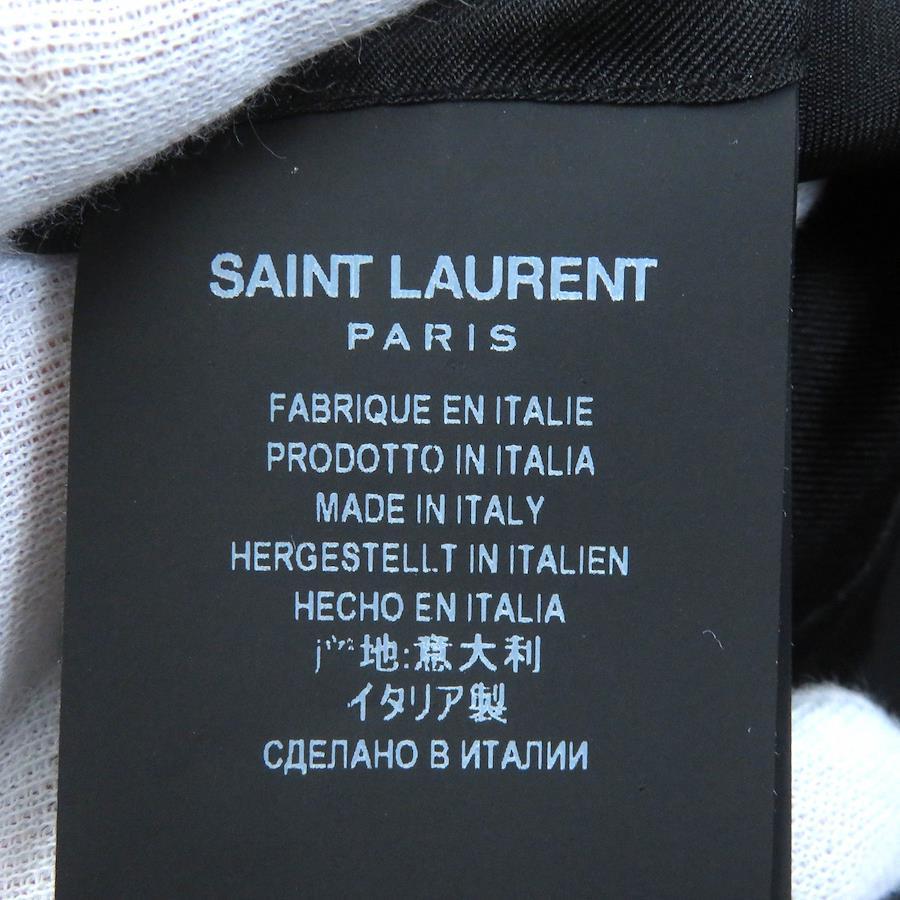 SAINT LAURENT
PARIS
FABRIQUE EN ITALIE
PRODOTTO IN ITALIA
MADE IN ITALY
HERGESTELLT IN ITALIEN
HECHO EN ITALIA
地:意大利
イタリア製
СДЕЛАНО В ИТАЛИИ